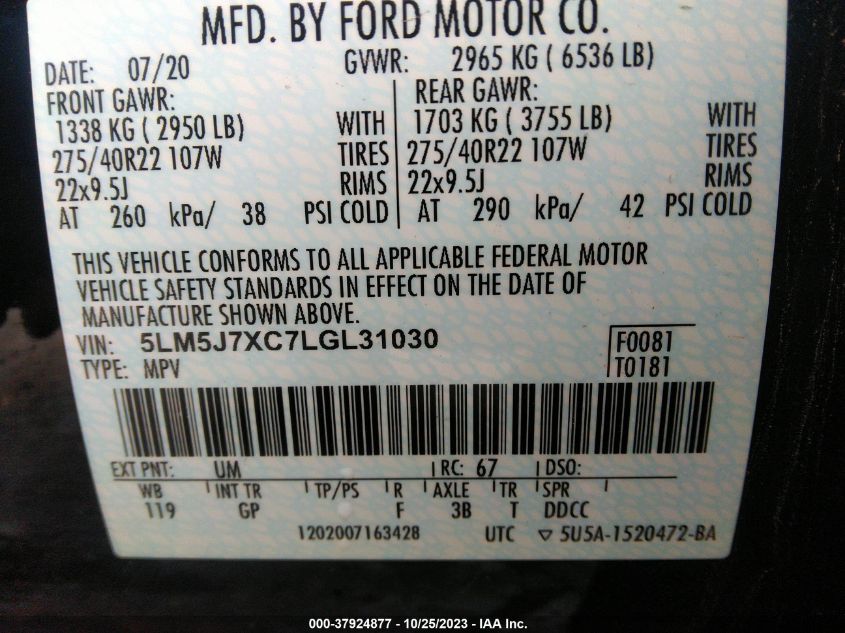 MFD. BY FORD MOTOR CO.
DATE: 07/20 GVWR: 2965 KG ( 6536 LB)
FRONT GAWR: REAR GAWR:
1338 KG ( 2950 LB) WITH 1703 KG ( 3755 LB) WITH
275/40R22 107W TIRES 275/40R22 107W TIRES
22x9.5J RIMS 22x9.5J RIMS
AT 260 kPa/ 38 PSI COLD AT 290 kPa/ 42 PSI COLD
THIS VEHICLE CONFORMS TO ALL APPLICABLE FEDERAL MOTOR
VEHICLE SAFETY STANDARDS IN EFFECT ON THE DATE OF
MANUFACTURE SHOWN ABOVE.
VIN: 5LM5J7XC7LGL31030 F0081
TYPE: MPV T0181
EXT PNT: UM RC: 67 DSO:
WB INT TR TP/PS R AXLE TR SPR
119 GP F 3B T DDCC
1202007163428 UTC ▽ 5U5A-1520472-BA
000-37924877 - 10/25/2023 - IAA Inc.